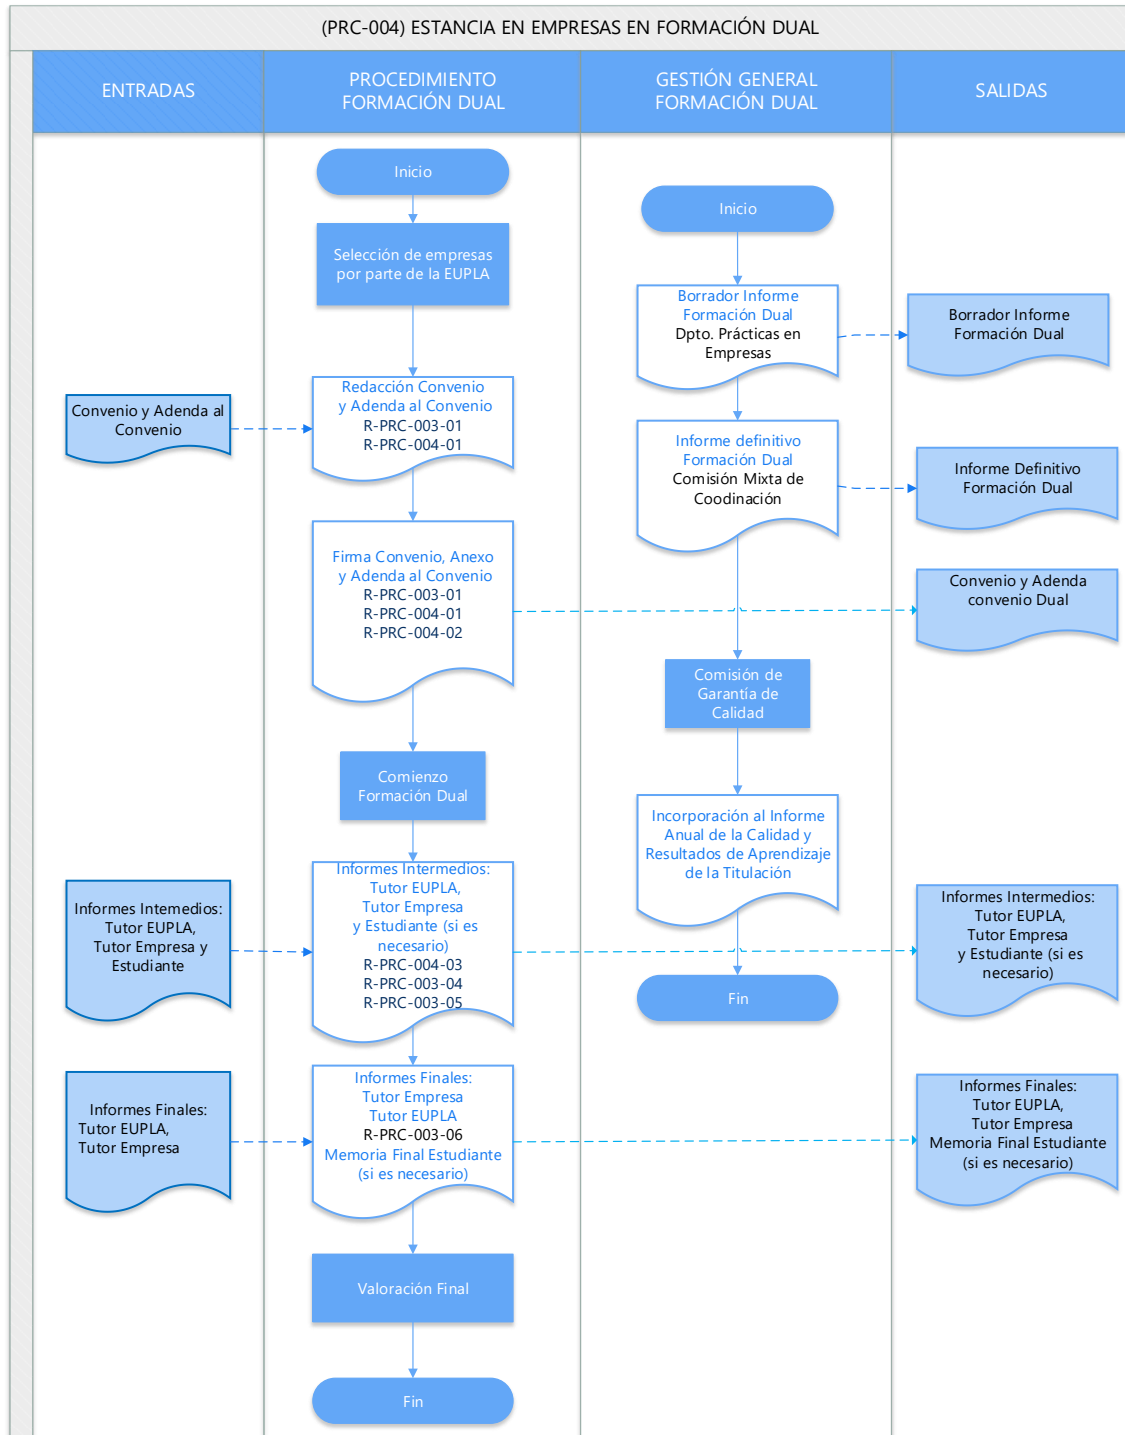 (PRC-004) ESTANCIA EN EMPRESAS EN FORMACIÓN DUAL
ENTRADAS
PROCEDIMIENTO
FORMACIÓN DUAL
GESTIÓN GENERAL
FORMACIÓN DUAL
SALIDAS
Convenio y Adenda al
Convenio
Informes Intemedios:
Tutor EUPLA,
Tutor Empresa y
Estudiante
Informes Finales:
Tutor EUPLA,
Tutor Empresa
Inicio
Selección de empresas
por parte de la EUPLA
Redacción Convenio
y Adenda al Convenio
R-PRC-003-01
R-PRC-004-01
Firma Convenio, Anexo
y Adenda al Convenio
R-PRC-003-01
R-PRC-004-01
R-PRC-004-02
Comienzo
Formación Dual
Informes Intermedios:
Tutor EUPLA,
Tutor Empresa
y Estudiante (si es
necesario)
R-PRC-004-03
R-PRC-003-04
R-PRC-003-05
Informes Finales:
Tutor Empresa
Tutor EUPLA
R-PRC-003-06
Memoria Final Estudiante
(si es necesario)
Valoración Final
Fin
Inicio
Borrador Informe
Formación Dual
Dpto. Prácticas en
Empresas
Informe definitivo
Formación Dual
Comisión Mixta de
Coodinación
Comisión de
Garantía de
Calidad
Incorporación al Informe
Anual de la Calidad y
Resultados de Aprendizaje
de la Titulación
Fin
Borrador Informe
Formación Dual
Informe Definitivo
Formación Dual
Convenio y Adenda
convenio Dual
Informes Intermedios:
Tutor EUPLA,
Tutor Empresa
y Estudiante (si es
necesario)
Informes Finales:
Tutor EUPLA,
Tutor Empresa
Memoria Final Estudiante
(si es necesario)